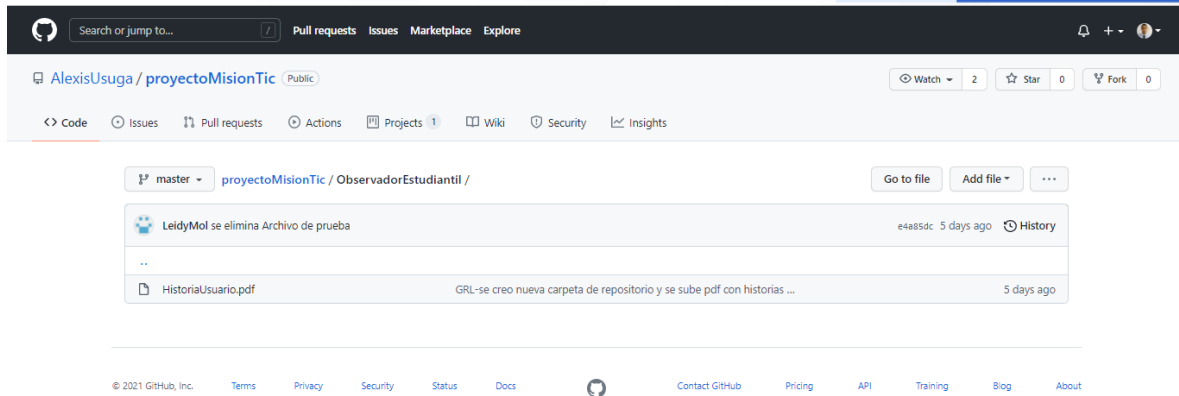 Search or jump to... / Pull requests Issues Marketplace Explore
AlexisUsuga / proyectoMisionTic Public Watch 2 Star 0 Fork 0
Code Issues Pull requests Actions Projects 1 Wiki Security Insights
master proyectoMisionTic / ObservadorEstudiantil / Go to file Add file ...
LeidyMol se elimina Archivo de prueba e4a85dc 5 days ago History
..
HistoriaUsuario.pdf GRL-se creo nueva carpeta de repositorio y se sube pdf con historias ... 5 days ago
© 2021 GitHub, Inc. Terms Privacy Security Status Docs Contact GitHub Pricing API Training Blog About